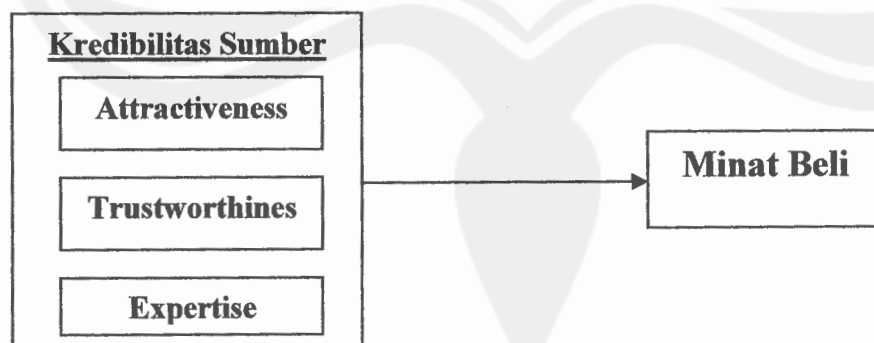 Kredibilitas Sumber
Attractiveness
Trustworthines
Expertise
Minat Beli